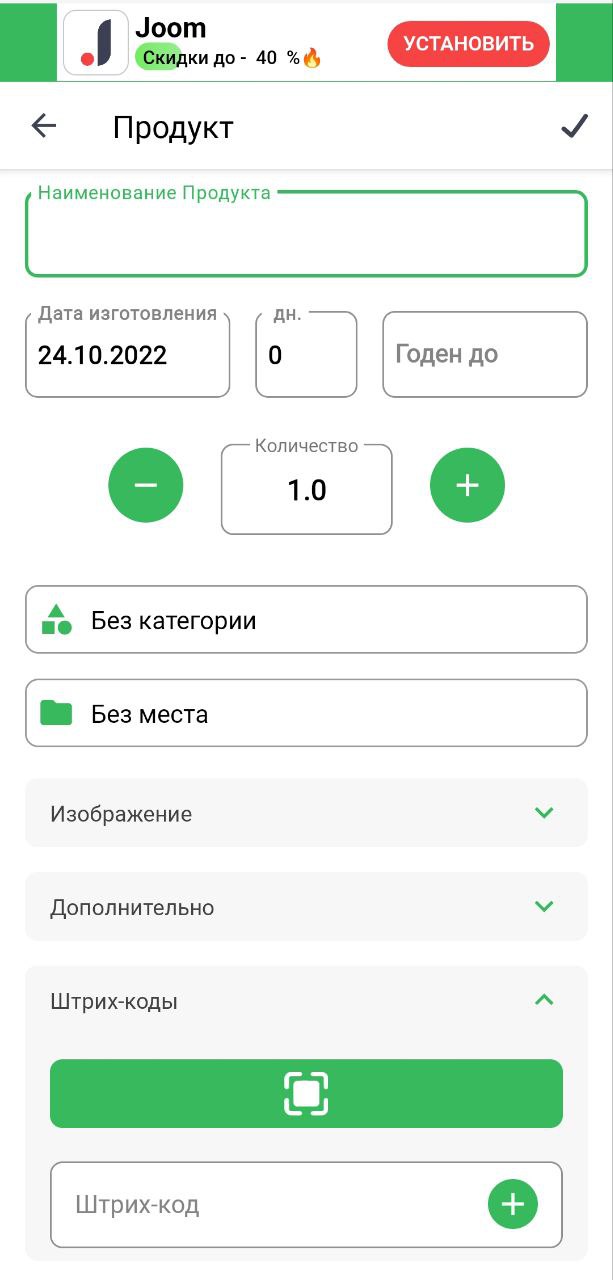 Joom
Скидки до - 40 %🔥
УСТАНОВИТЬ
Продукт
Наименование Продукта
Дата изготовления
24.10.2022
дн.
0
Годен до
Количество
1.0
Без категории
Без места
Изображение
Дополнительно
Штрих-коды
Штрих-код